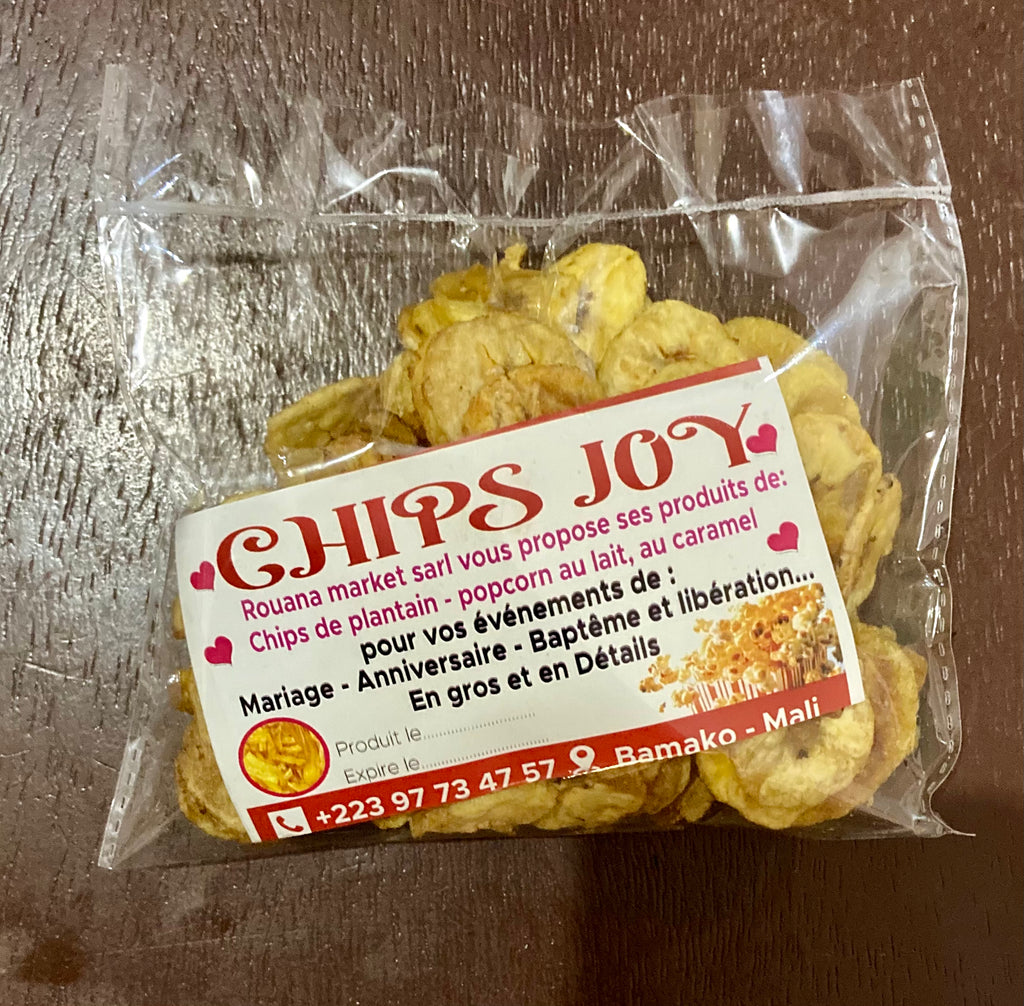 CHIPS JOY
Rouana market sarl vous propose ses produits de:
Chips de plantain - popcorn au lait, au caramel
pour vos événements de :
Mariage - Anniversaire - Baptême et libération...
En gros et en Détails
Produit le....................................
Expire le.....................................
+223 97 73 47 57 Bamako - Mali